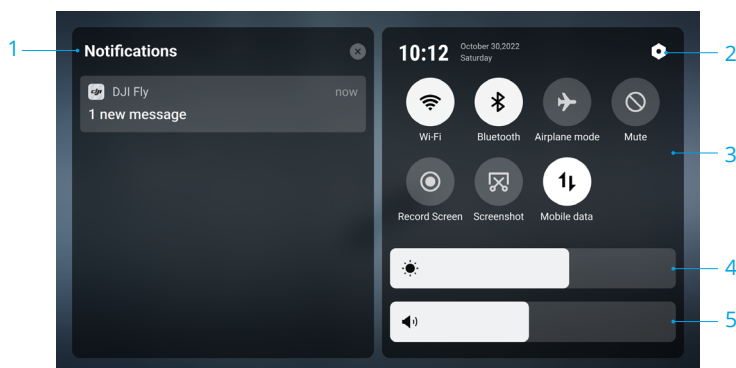 1
Notifications
DJI Fly
now
1 new message
10:12
October 30,2022
Saturday
2
Wi-Fi
Bluetooth
Airplane mode
Mute
3
Record Screen
Screenshot
Mobile data
4
5